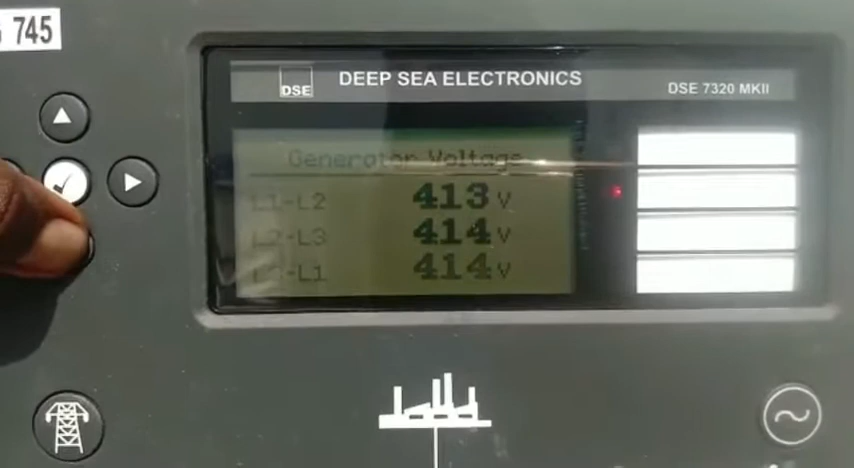 745
DSE
DEEP SEA ELECTRONICS
DSE 7320 MKII
Generator Voltage
L1-L2 413 V
L2-L3 414 V
L3-L1 414 V